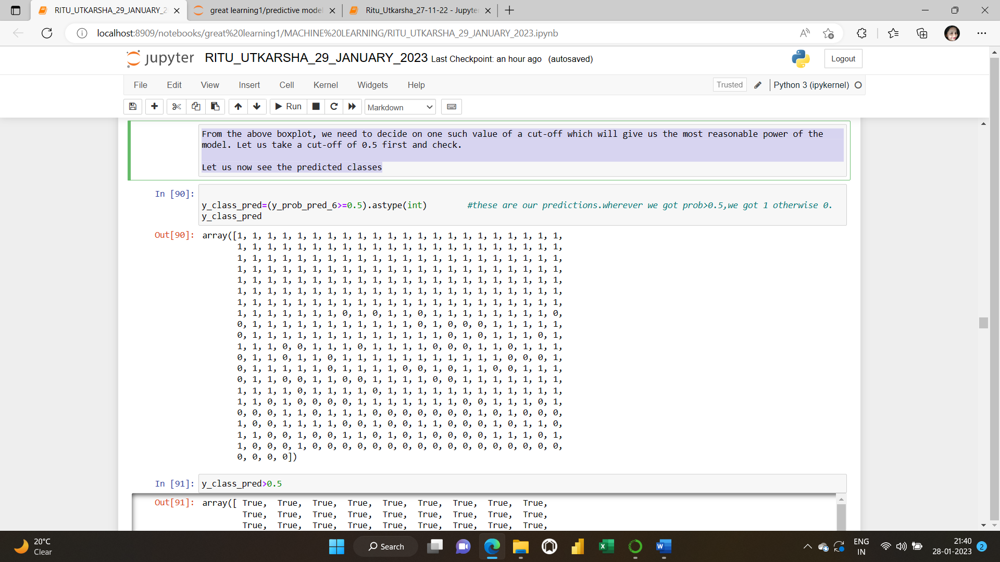 RITU_UTKARSHA_29_JANUARY_2
great learning1/predictive model
Ritu_Utkarsha_27-11-22 - Jupyte
localhost:8909/notebooks/great%20learning1/MACHINE%20LEARNING/RITU_UTKARSHA_29_JANUARY_2023.ipynb
jupyter RITU_UTKARSHA_29_JANUARY_2023 Last Checkpoint: an hour ago (autosaved)
Logout
File Edit View Insert Cell Kernel Widgets Help
Trusted
Python 3 (ipykernel)
Run
Markdown
From the above boxplot, we need to decide on one such value of a cut-off which will give us the most reasonable power of the
model. Let us take a cut-off of 0.5 first and check.
Let us now see the predicted classes
In [90]:
y_class_pred=(y_prob_pred_6>=0.5).astype(int) #these are our predictions.wherever we got prob>0.5,we got 1 otherwise 0.
y_class_pred
Out[90]: array([1, 1, 1, 1, 1, 1, 1, 1, 1, 1, 1, 1, 1, 1, 1, 1, 1, 1, 1, 1, 1, 1,
1, 1, 1, 1, 1, 1, 1, 1, 1, 1, 1, 1, 1, 1, 1, 1, 1, 1, 1, 1, 1, 1,
1, 1, 1, 1, 1, 1, 1, 1, 1, 1, 1, 1, 1, 1, 1, 1, 1, 1, 1, 1, 1, 1,
1, 1, 1, 1, 1, 1, 1, 1, 1, 1, 1, 1, 1, 1, 1, 1, 1, 1, 1, 1, 1, 1,
1, 1, 1, 1, 1, 1, 1, 1, 1, 1, 1, 1, 1, 1, 1, 1, 1, 1, 1, 1, 1, 1,
1, 1, 1, 1, 1, 1, 1, 1, 1, 1, 1, 1, 1, 1, 1, 1, 1, 1, 1, 1, 1, 1,
1, 1, 1, 1, 1, 1, 1, 1, 1, 1, 1, 1, 1, 1, 1, 1, 1, 1, 1, 1, 1, 1,
1, 1, 1, 1, 1, 1, 1, 0, 1, 0, 1, 1, 0, 1, 1, 1, 1, 1, 1, 1, 1, 0,
0, 1, 1, 1, 1, 1, 1, 1, 1, 1, 1, 1, 0, 1, 0, 0, 0, 1, 1, 1, 1, 1,
0, 1, 1, 1, 1, 1, 1, 1, 1, 1, 1, 1, 1, 1, 0, 1, 0, 1, 1, 1, 0, 1,
1, 1, 1, 0, 0, 1, 1, 1, 0, 1, 1, 1, 1, 0, 0, 0, 1, 1, 0, 1, 1, 1,
0, 1, 1, 0, 1, 1, 0, 1, 1, 1, 1, 1, 1, 1, 1, 1, 1, 1, 0, 0, 0, 1,
0, 1, 1, 1, 1, 1, 0, 1, 1, 1, 1, 0, 0, 1, 0, 1, 1, 0, 0, 1, 1, 1,
0, 1, 1, 0, 0, 1, 1, 0, 0, 1, 1, 1, 1, 0, 0, 1, 1, 1, 1, 1, 1, 1,
1, 1, 1, 1, 0, 1, 1, 1, 1, 0, 1, 1, 1, 1, 1, 1, 1, 1, 1, 1, 1, 1,
1, 1, 0, 1, 0, 0, 0, 0, 1, 1, 1, 1, 1, 1, 1, 0, 0, 1, 1, 1, 0, 1,
0, 0, 0, 1, 1, 0, 1, 1, 1, 0, 0, 0, 0, 0, 0, 0, 1, 0, 1, 0, 0, 0,
1, 0, 0, 1, 1, 1, 1, 0, 0, 1, 0, 0, 1, 1, 0, 0, 0, 1, 0, 1, 1, 0,
1, 1, 0, 0, 1, 0, 0, 1, 1, 0, 1, 0, 1, 0, 0, 0, 0, 1, 1, 1, 0, 1,
1, 0, 0, 0, 1, 0, 0, 0, 0, 0, 0, 0, 0, 0, 0, 0, 0, 0, 0, 0, 0, 0,
0, 0, 0, 0])
In [91]: y_class_pred>0.5
Out[91]: array([ True, True, True, True, True, True, True, True, True,
True, True, True, True, True, True, True, True, True,
True, True, True, True, True, True, True, True, True,
20°C
Clear
Search
ENG
IN
21:40
28-01-2023
2